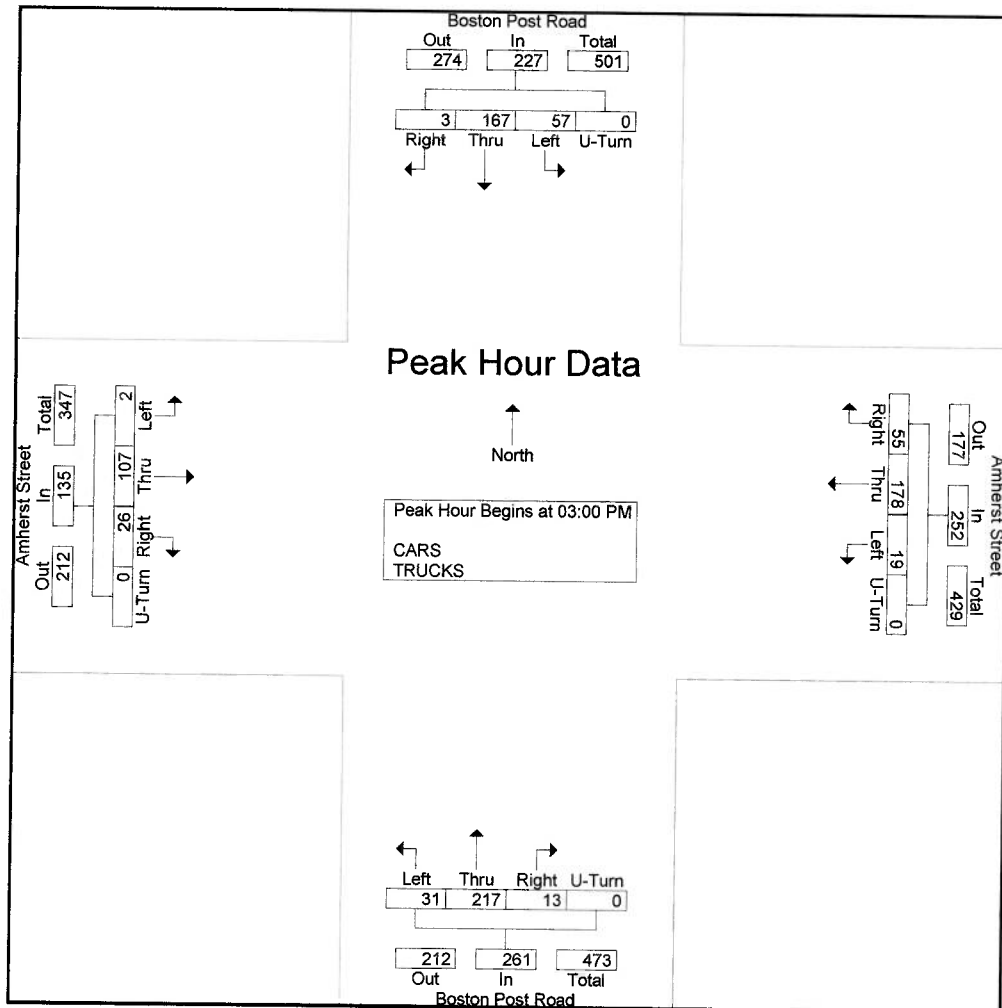 Boston Post Road
Out In Total
274 227 501
3 167 57 0
Right Thru Left U-Turn
Peak Hour Data
North
Peak Hour Begins at 03:00 PM
CARS
TRUCKS
Amherst Street
Total In Out
347 135 212
2 107 26 0
Left Thru Right U-Turn
Right Thru Left U-Turn
55 178 19 0
Out In Total
177 252 429
Amherst Street
Left Thru Right U-Turn
31 217 13 0
212 261 473
Out In Total
Boston Post Road